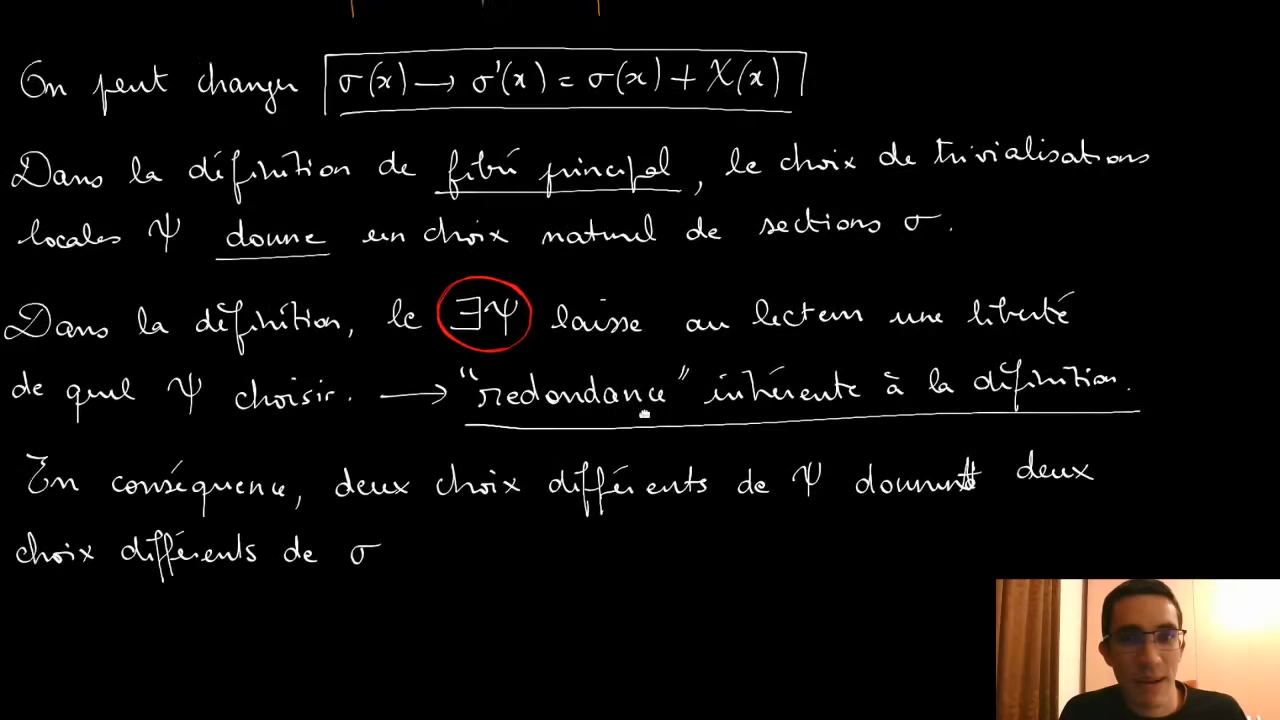 On peut changer σ(x) → σ'(x) = σ(x) + χ(x)
Dans la définition de fibré principal, le choix de trivialisations
locales Ψ donne un choix naturel de sections σ.
Dans la définition, le ∃Ψ laisse au lecteur une liberté
de quel Ψ choisir. → "redondance" inhérente à la définition.
En conséquence, deux choix différents de Ψ donnent deux
choix différents de σ